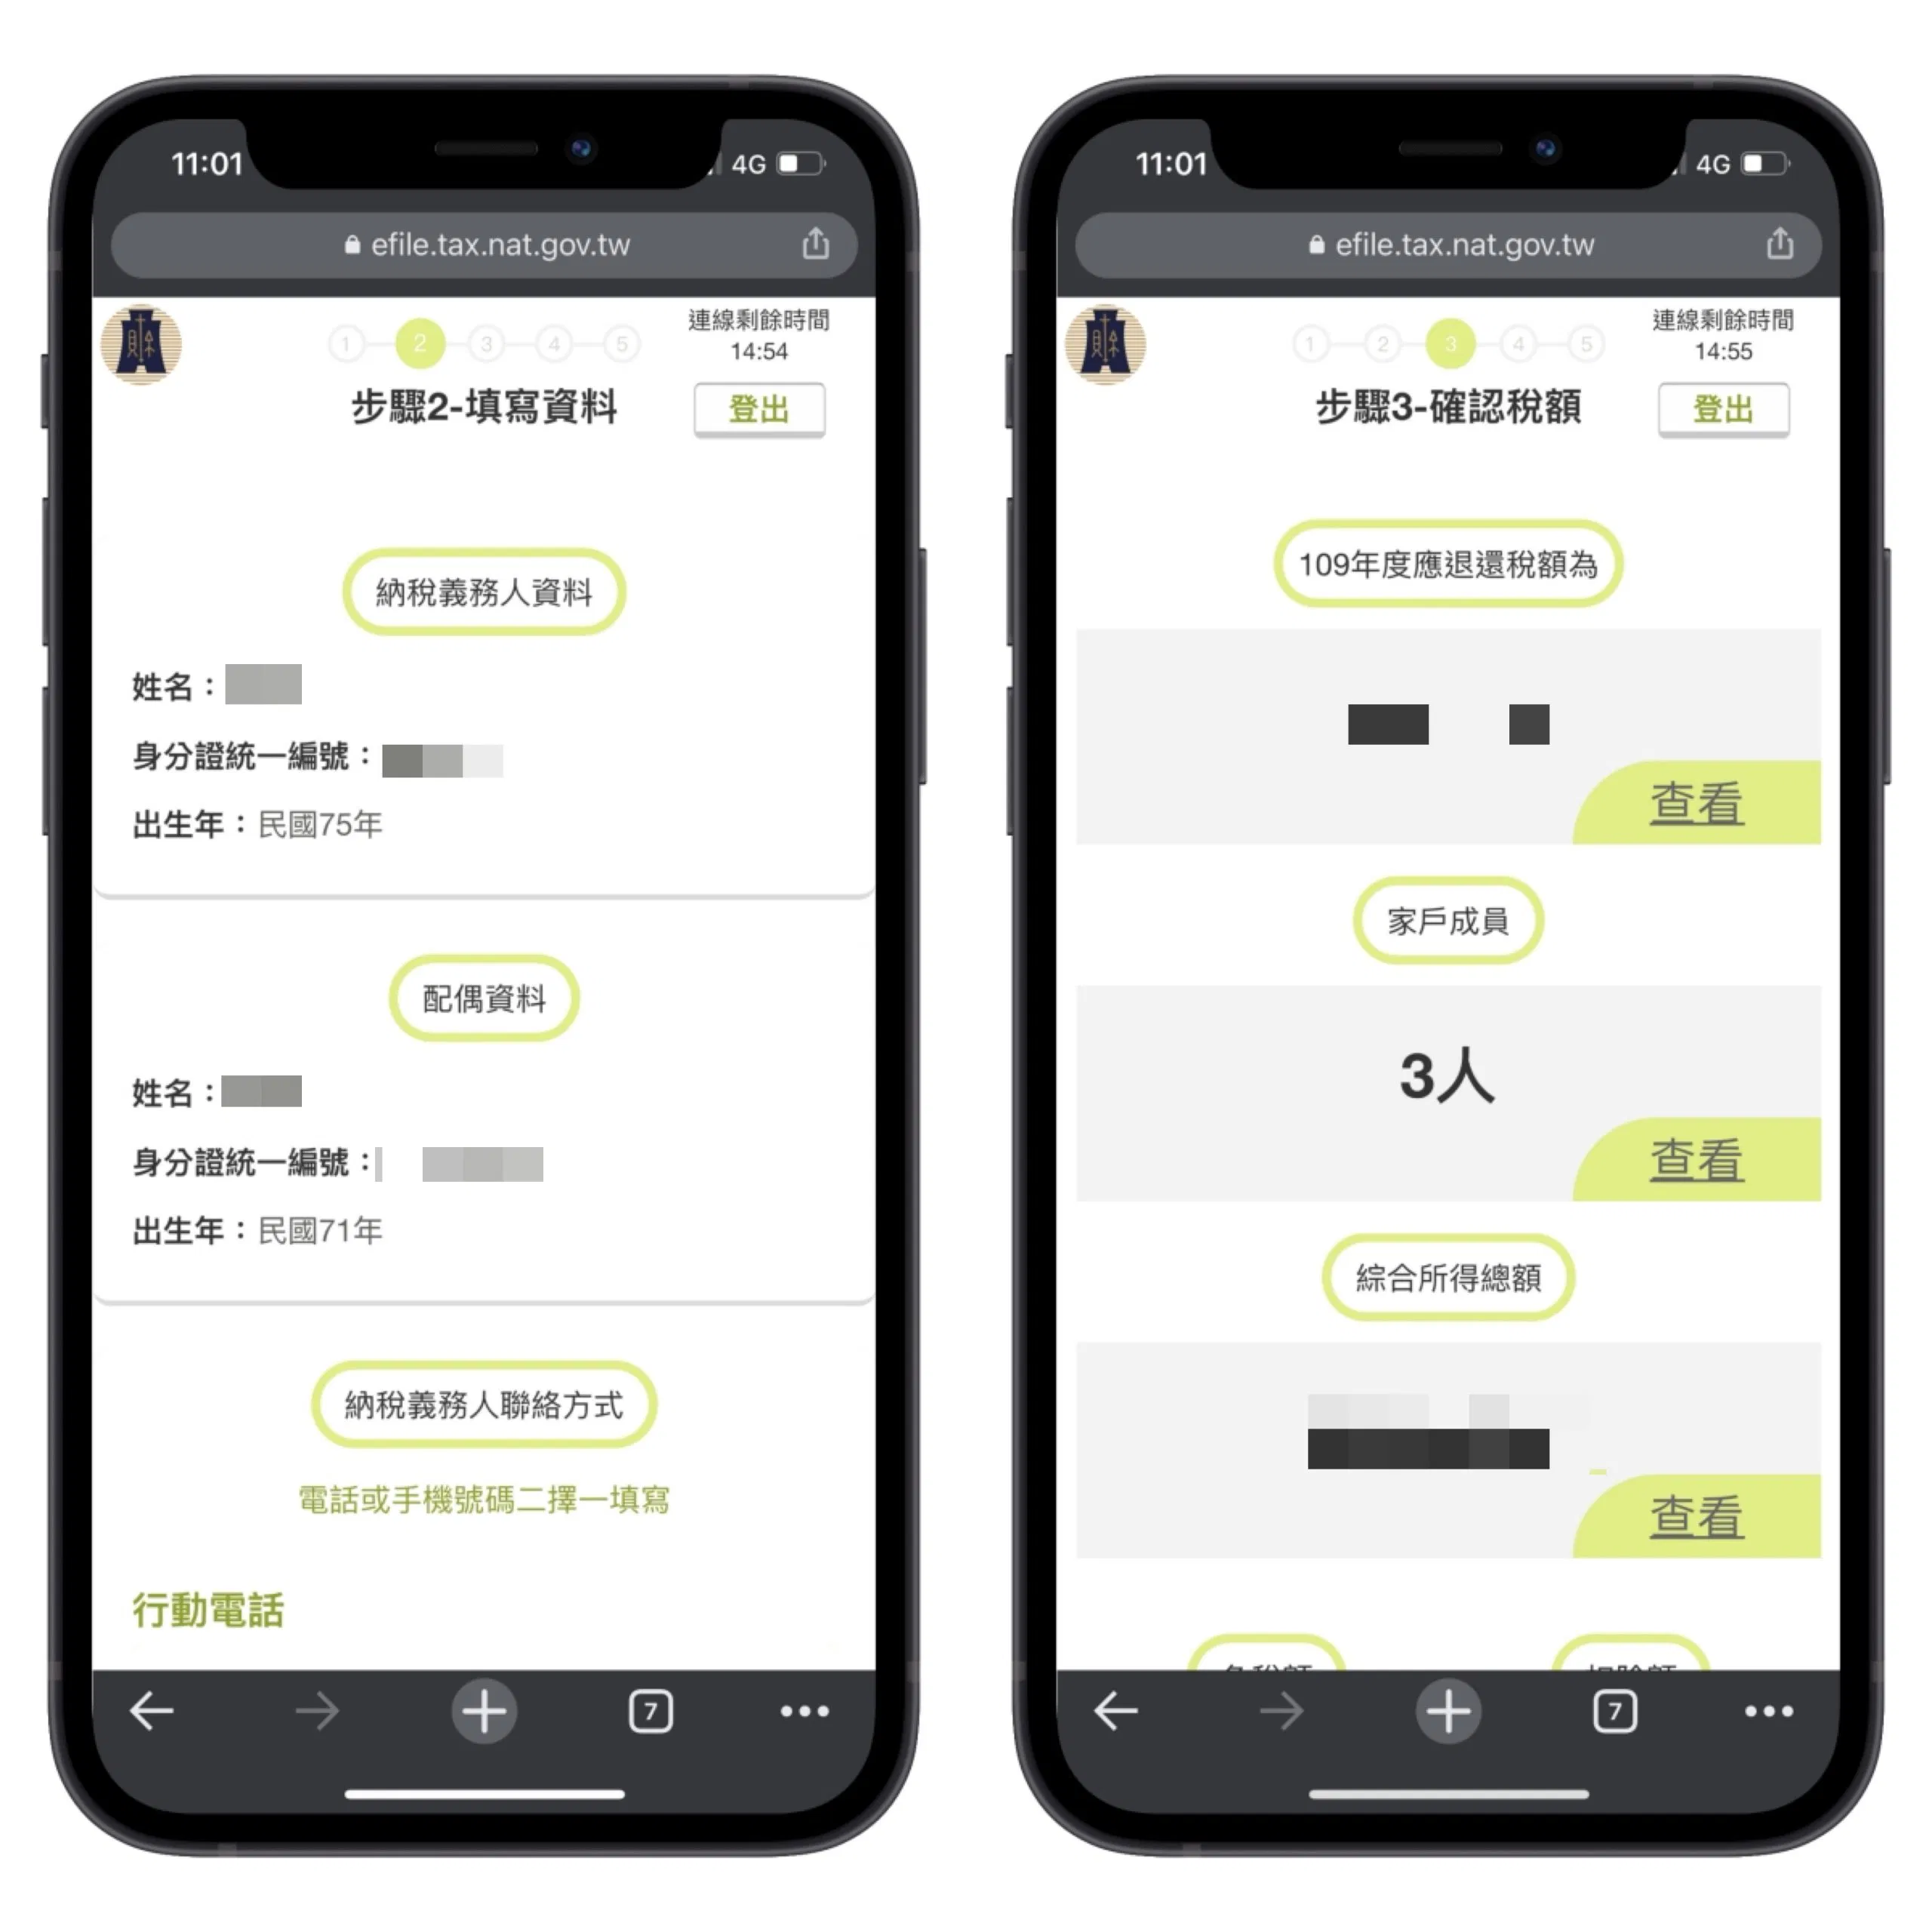 11:01
4G
efile.tax.nat.gov.tw
1
2
3
4
5
連線剩餘時間
14:54
步驟2-填寫資料
登出
納稅義務人資料
姓名：
身分證統一編號：
出生年：民國75年
配偶資料
姓名：
身分證統一編號：
出生年：民國71年
納稅義務人聯絡方式
電話或手機號碼二擇一填寫
行動電話
7
11:01
4G
efile.tax.nat.gov.tw
1
2
3
4
5
連線剩餘時間
14:55
步驟3-確認稅額
登出
109年度應退還稅額為
查看
家戶成員
3人
查看
綜合所得總額
查看
7